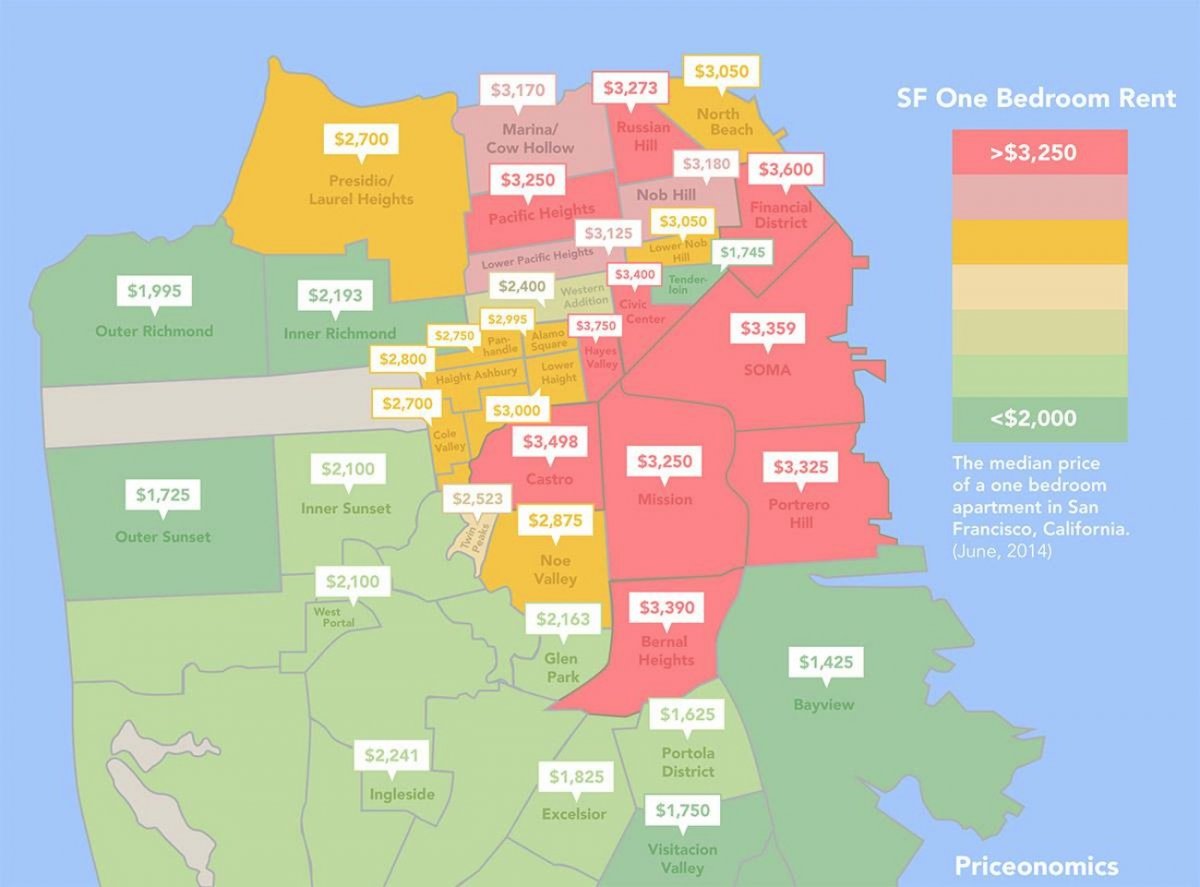 SF One Bedroom Rent
>$3,250
<$2,000
The median price
of a one bedroom
apartment in San
Francisco, California.
(June, 2014)
$3,050
North
Beach
$3,273
Russian
Hill
$3,170
Marina/
Cow Hollow
$2,700
Presidio/
Laurel Heights
$3,250
Pacific Heights
$3,180
Nob Hill
$3,600
Financial
District
$3,125
Lower Pacific Heights
$3,050
Lower Nob
Hill
$1,745
Tender-
loin
$2,400
Western
Addition
$3,400
Civic
Center
$1,995
Outer Richmond
$2,193
Inner Richmond
$2,750
Pan-
handle
$2,995
Alamo
Square
$3,750
Hayes
Valley
$3,359
SOMA
$2,800
Haight Ashbury
$3,000
Lower
Haight
$2,700
Cole
Valley
$3,498
Castro
$3,250
Mission
$3,325
Portrero
Hill
$1,725
Outer Sunset
$2,100
Inner Sunset
$2,523
Twin
Peaks
$2,875
Noe
Valley
$2,100
West
Portal
$2,163
Glen
Park
$3,390
Bernal
Heights
$1,425
Bayview
$1,625
Portola
District
$2,241
Ingleside
$1,825
Excelsior
$1,750
Visitacion
Valley
Priceonomics